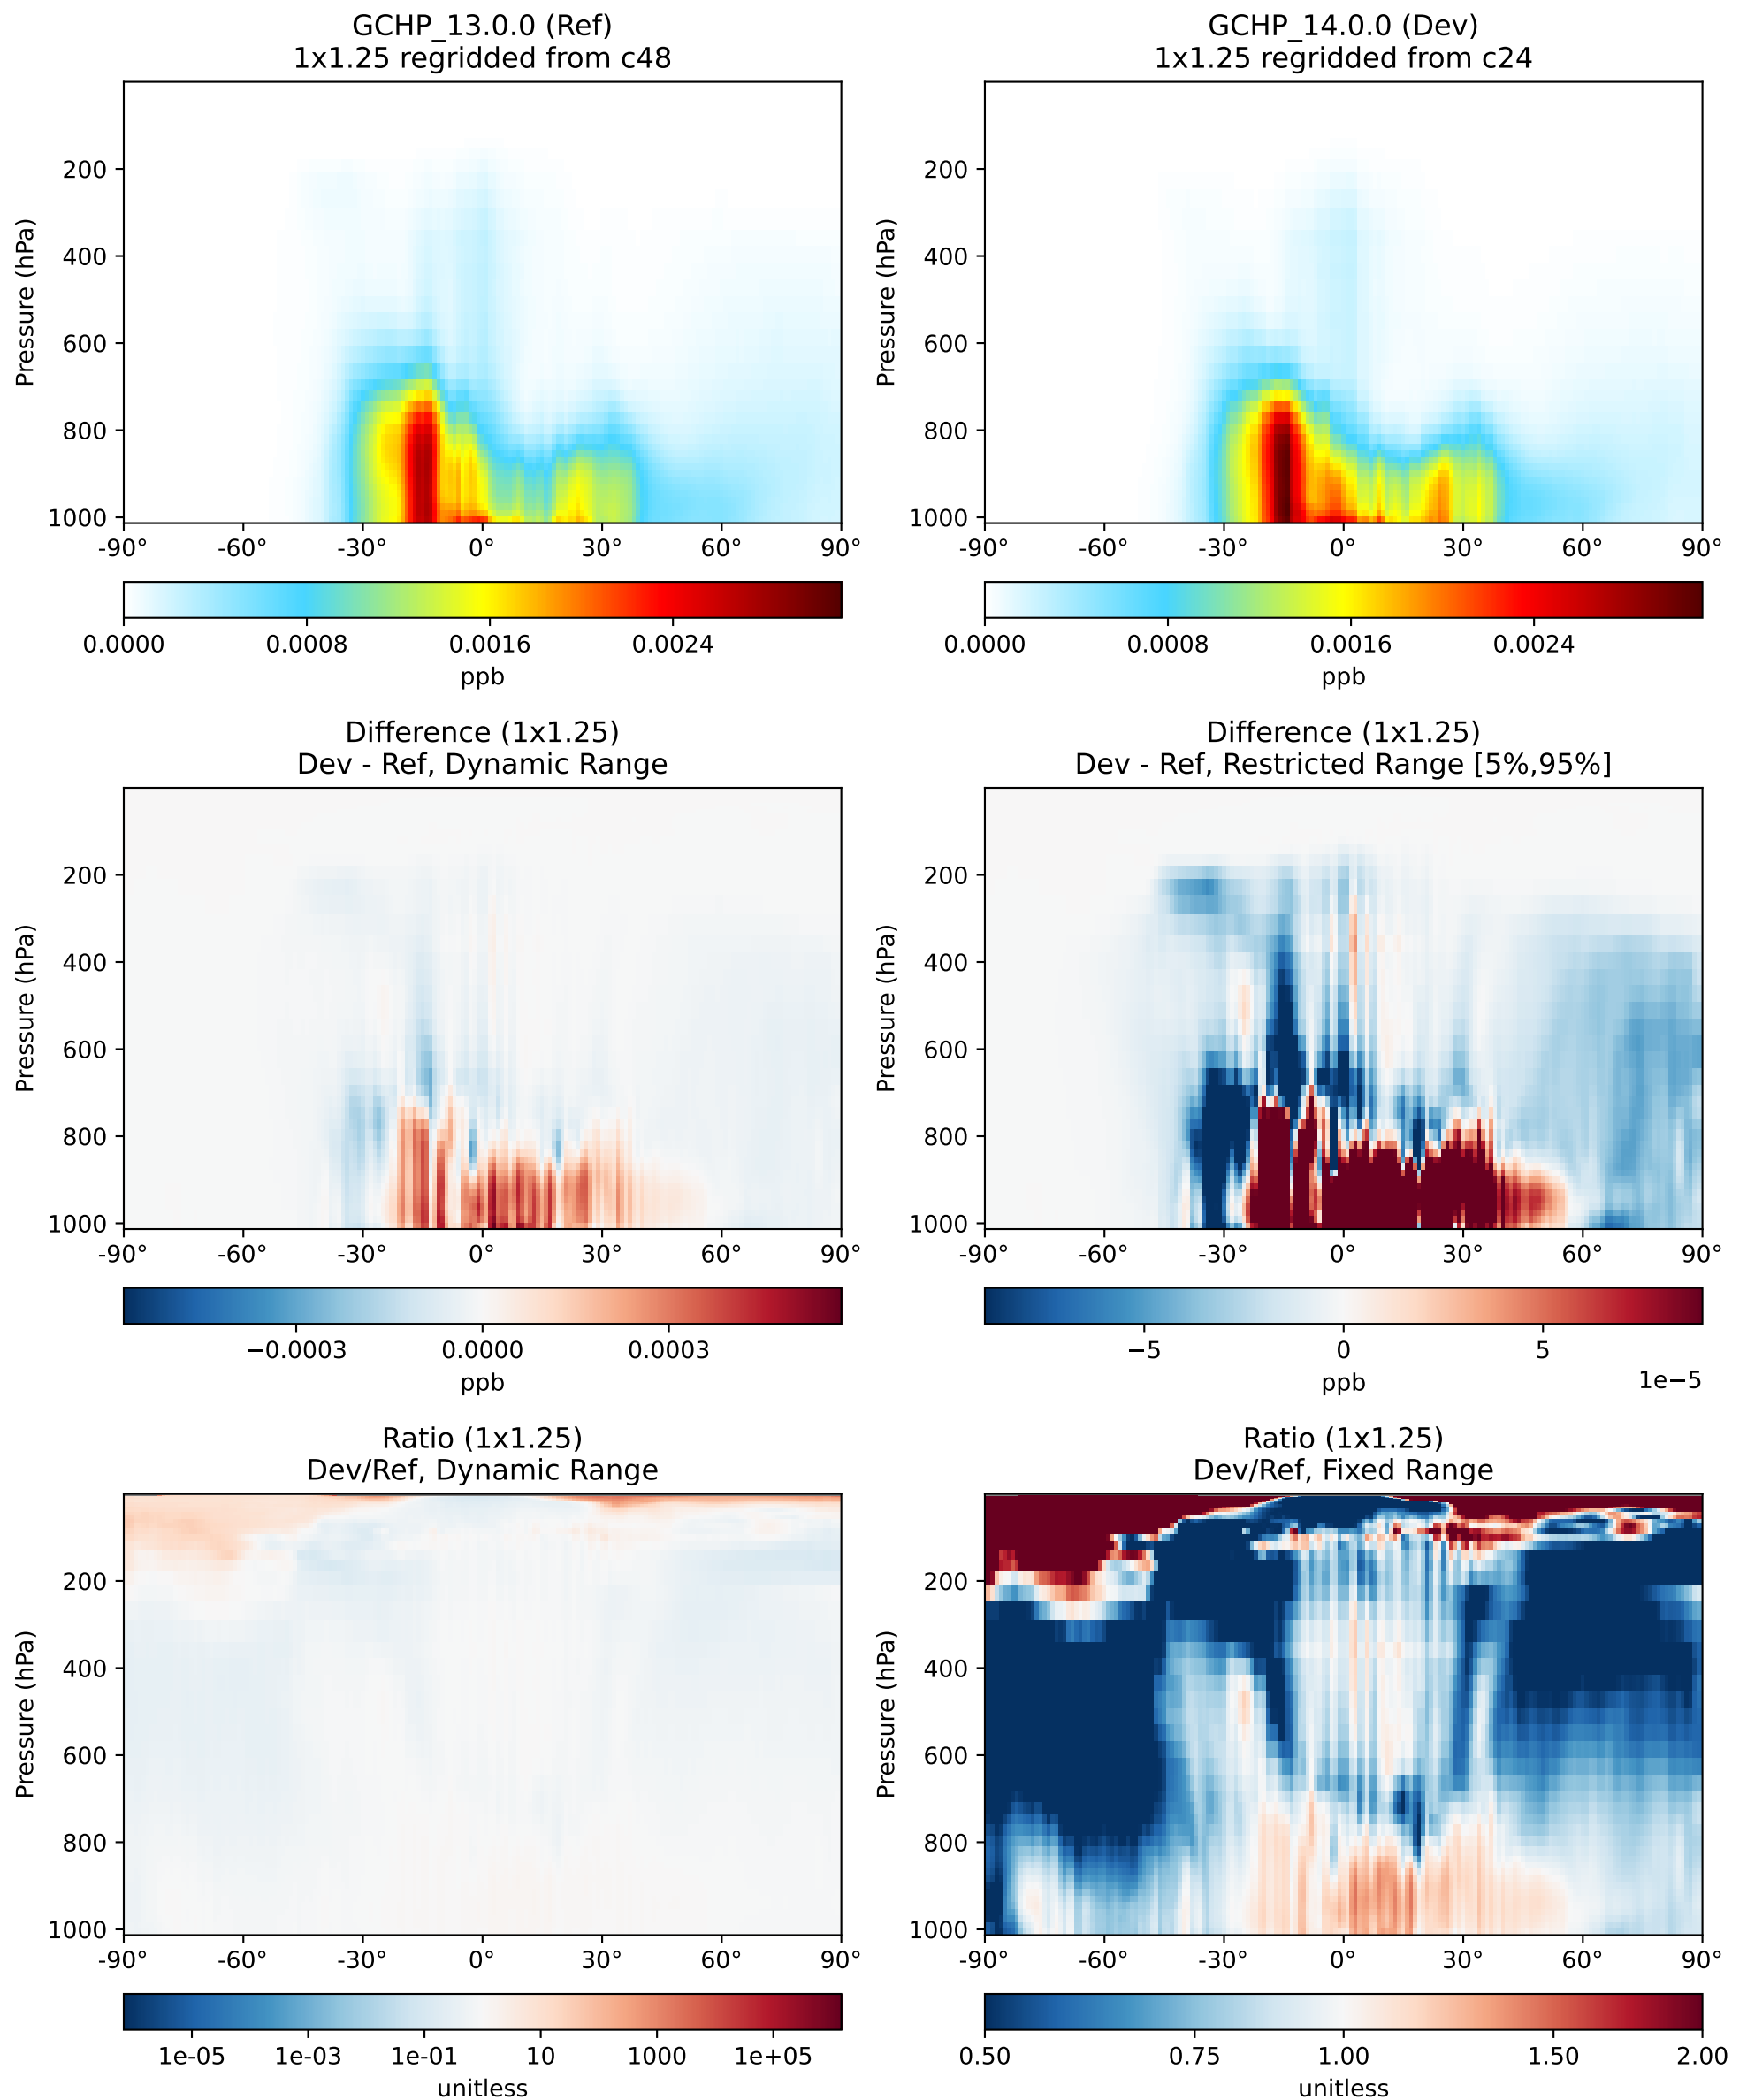 GCHP_13.0.0 (Ref)
1x1.25 regridded from c48
Pressure (hPa)
200
400
600
800
1000
-90° -60° -30° 0° 30° 60° 90°
0.0000 0.0008 0.0016 0.0024
ppb
GCHP_14.0.0 (Dev)
1x1.25 regridded from c24
Pressure (hPa)
200
400
600
800
1000
-90° -60° -30° 0° 30° 60° 90°
0.0000 0.0008 0.0016 0.0024
ppb
Difference (1x1.25)
Dev - Ref, Dynamic Range
Pressure (hPa)
200
400
600
800
1000
-90° -60° -30° 0° 30° 60° 90°
−0.0003 0.0000 0.0003
ppb
Difference (1x1.25)
Dev - Ref, Restricted Range [5%,95%]
Pressure (hPa)
200
400
600
800
1000
-90° -60° -30° 0° 30° 60° 90°
−5 0 5
ppb 1e−5
Ratio (1x1.25)
Dev/Ref, Dynamic Range
Pressure (hPa)
200
400
600
800
1000
-90° -60° -30° 0° 30° 60° 90°
1e-05 1e-03 1e-01 10 1000 1e+05
unitless
Ratio (1x1.25)
Dev/Ref, Fixed Range
Pressure (hPa)
200
400
600
800
1000
-90° -60° -30° 0° 30° 60° 90°
0.50 0.75 1.00 1.50 2.00
unitless